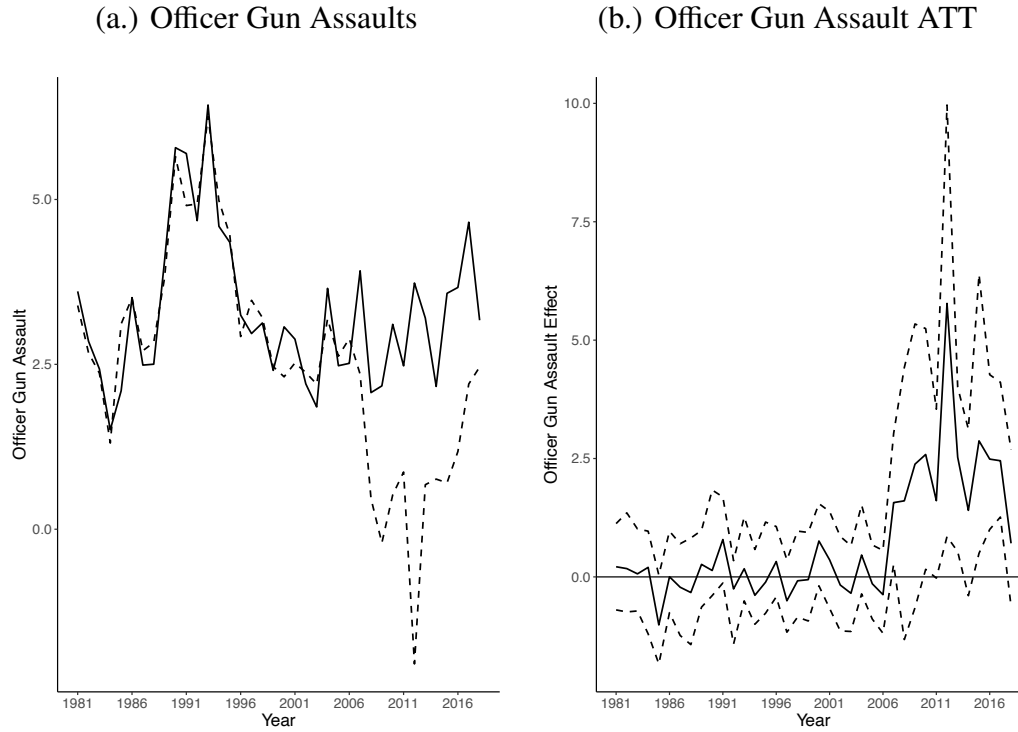 (a.) Officer Gun Assaults
Officer Gun Assault
5.0
2.5
0.0
1981 1986 1991 1996 2001 2006 2011 2016
Year
(b.) Officer Gun Assault ATT
Officer Gun Assault Effect
10.0
7.5
5.0
2.5
0.0
1981 1986 1991 1996 2001 2006 2011 2016
Year